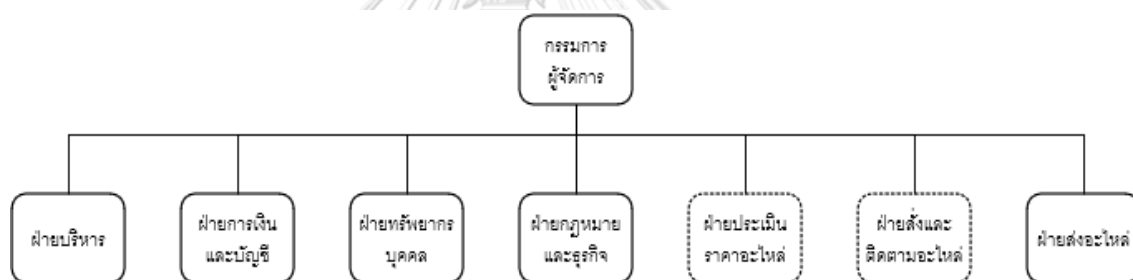 กรรมการ
ผู้จัดการ
ฝ่ายบริหาร
ฝ่ายการเงิน
และบัญชี
ฝ่ายทรัพยากร
บุคคล
ฝ่ายกฎหมาย
และธุรกิจ
ฝ่ายประเมิน
ราคาอะไหล่
ฝ่ายสั่งและ
ติดตามอะไหล่
ฝ่ายส่งอะไหล่